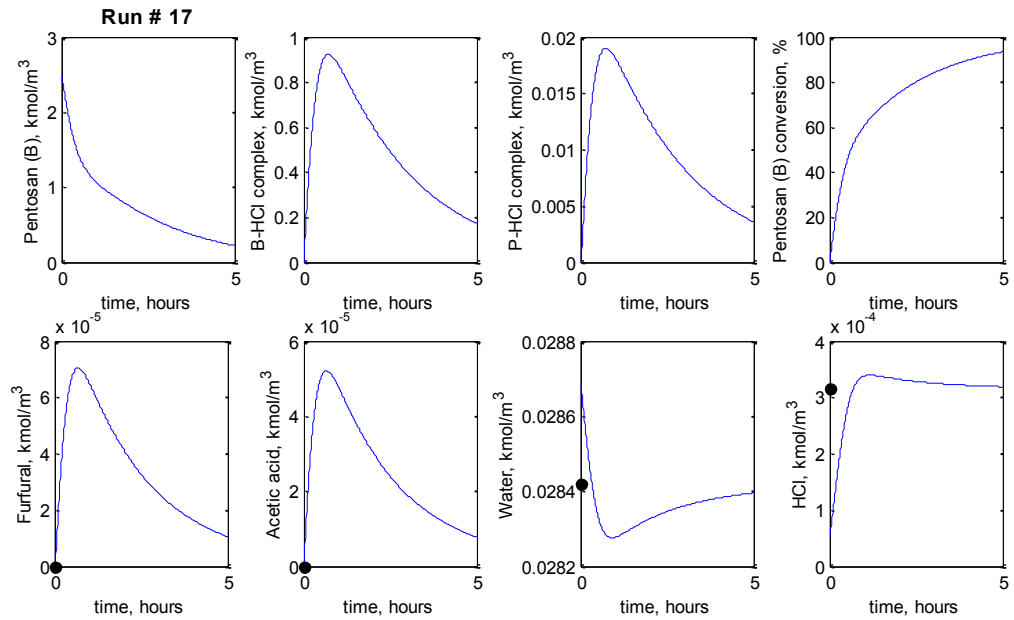 Run # 17
Pentosan (B), kmol/m³
3
2
1
0
0
5
time, hours
B-HCl complex, kmol/m³
1
0.8
0.6
0.4
0.2
0
0
5
time, hours
P-HCl complex, kmol/m³
0.02
0.015
0.01
0.005
0
0
5
time, hours
Pentosan (B) conversion, %
100
80
60
40
20
0
0
5
time, hours
x 10⁻⁵
Furfural, kmol/m³
8
6
4
2
0
0
5
time, hours
x 10⁻⁵
Acetic acid, kmol/m³
6
4
2
0
0
5
time, hours
Water, kmol/m³
0.0288
0.0286
0.0284
0.0282
0
5
time, hours
x 10⁻⁴
HCl, kmol/m³
4
3
2
1
0
0
5
time, hours